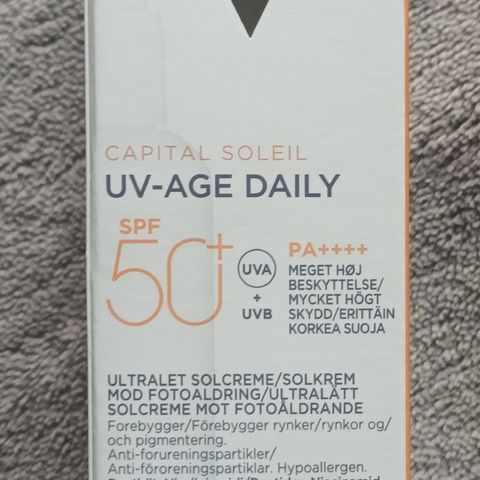 CAPITAL SOLEIL
UV-AGE DAILY
SPF
50+
UVA
+
UVB
PA++++
MEGET HØJ
BESKYTTELSE/
MYCKET HÖGT
SKYDD/ERITTÄIN
KORKEA SUOJA
ULTRALET SOLCREME/SOLKREM
MOD FOTOALDRING/ULTRALÄTT
SOLCREME MOT FOTOÅLDRANDE
Forebygger/Förebygger rynker/rynkor og/
och pigmentering.
Anti-forureningspartikler/
Anti-föroreningspartiklar. Hypoallergen.